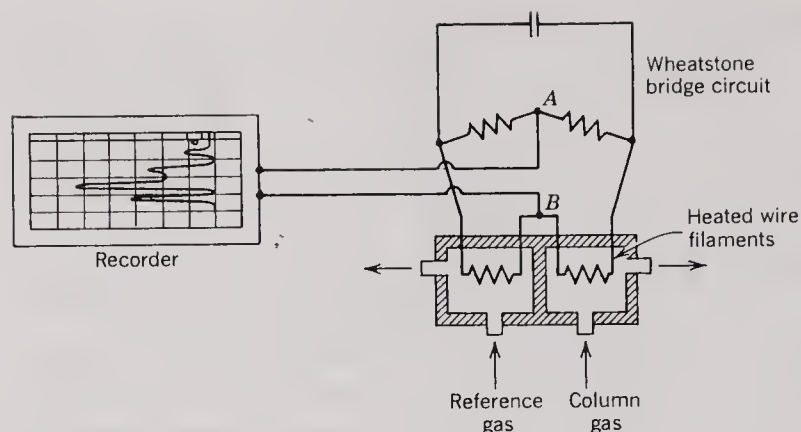 Wheatstone
bridge circuit
A
B
Heated wire
filaments
Recorder
Reference
gas
Column
gas